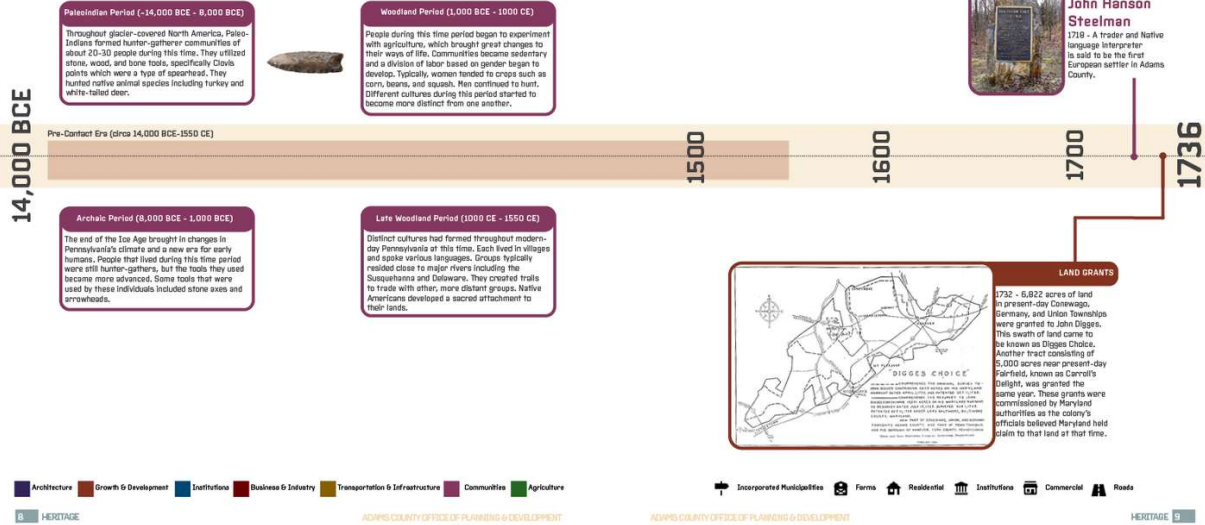 Paleoindian Period (~14,000 BCE - 8,000 BCE)
Throughout glacier-covered North America, Paleo-
Indians formed hunter-gatherer communities of
about 20-30 people during this time. They utilized
stone, wood, and bone tools, specifically Clovis
points which were a type of spearhead. They
hunted native animal species including turkey and
white-tailed deer.
Woodland Period (1,000 BCE - 1000 CE)
People during this time period began to experiment
with agriculture, which brought great changes to
their ways of life. Communities became sedentary
and a division of labor based on gender began to
develop. Typically, women tended to crops such as
corn, beans, and squash. Men continued to hunt.
Different cultures during this period started to
become more distinct from one another.
John Hanson
Steelman
1718 - A trader and Native
language interpreter
is said to be the first
European settler in Adams
County.
14,000 BCE
Pre-Contact Era (circa 14,000 BCE-1550 CE)
1500
1600
1700
1736
Archaic Period (8,000 BCE - 1,000 BCE)
The end of the Ice Age brought in changes in
Pennsylvania's climate and a new era for early
humans. People that lived during this time period
were still hunter-gathers, but the tools they used
became more advanced. Some tools that were
used by these individuals included stone axes and
arrowheads.
Late Woodland Period (1000 CE - 1550 CE)
Distinct cultures had formed throughout modern-
day Pennsylvania at this time. Each lived in villages
and spoke various languages. Groups typically
resided close to major rivers including the
Susquehanna and Delaware. They created trails
to trade with other, more distant groups. Native
Americans developed a sacred attachment to
their lands.
LAND GRANTS
1732 - 6,822 acres of land
in present-day Conewago,
Germany, and Union Townships
were granted to John Digges.
This swath of land came to
be known as Digges Choice.
Another tract consisting of
5,000 acres near present-day
Fairfield, known as Carroll's
Delight, was granted the
same year. These grants were
commissioned by Maryland
authorities as the colony's
officials believed Maryland held
claim to that land at that time.
"DIGGES CHOICE"
Architecture
Growth & Development
Institutions
Business & Industry
Transportation & Infrastructure
Communities
Agriculture
Incorporated Municipalities
Farms
Residential
Institutions
Commercial
Roads
8 HERITAGE
ADAMS COUNTY OFFICE OF PLANNING & DEVELOPMENT
ADAMS COUNTY OFFICE OF PLANNING & DEVELOPMENT
HERITAGE 9